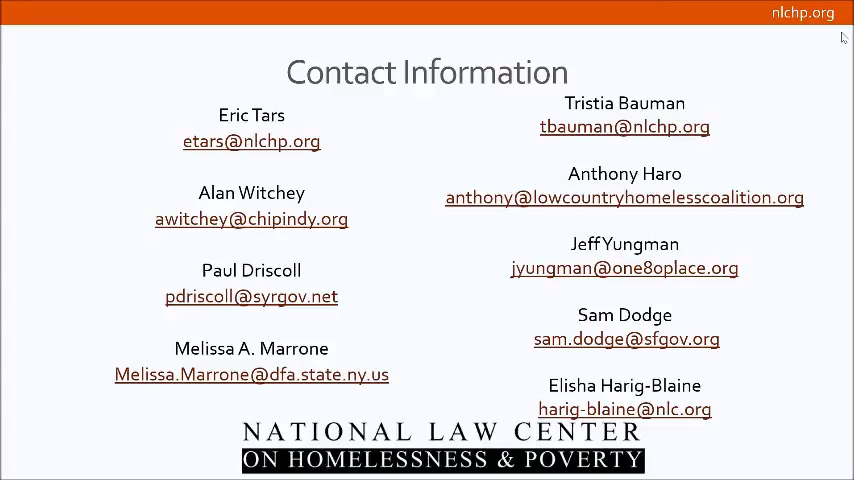 nlchp.org
Contact Information
Eric Tars
etars@nlchp.org
Alan Witchey
awitchey@chipindy.org
Paul Driscoll
pdriscoll@syrgov.net
Melissa A. Marrone
Melissa.Marrone@dfa.state.ny.us
Tristia Bauman
tbauman@nlchp.org
Anthony Haro
anthony@lowcountryhomelesscoalition.org
Jeff Yungman
jyungman@one80place.org
Sam Dodge
sam.dodge@sfgov.org
Elisha Harig-Blaine
harig-blaine@nlc.org
NATIONAL LAW CENTER
ON HOMELESSNESS & POVERTY